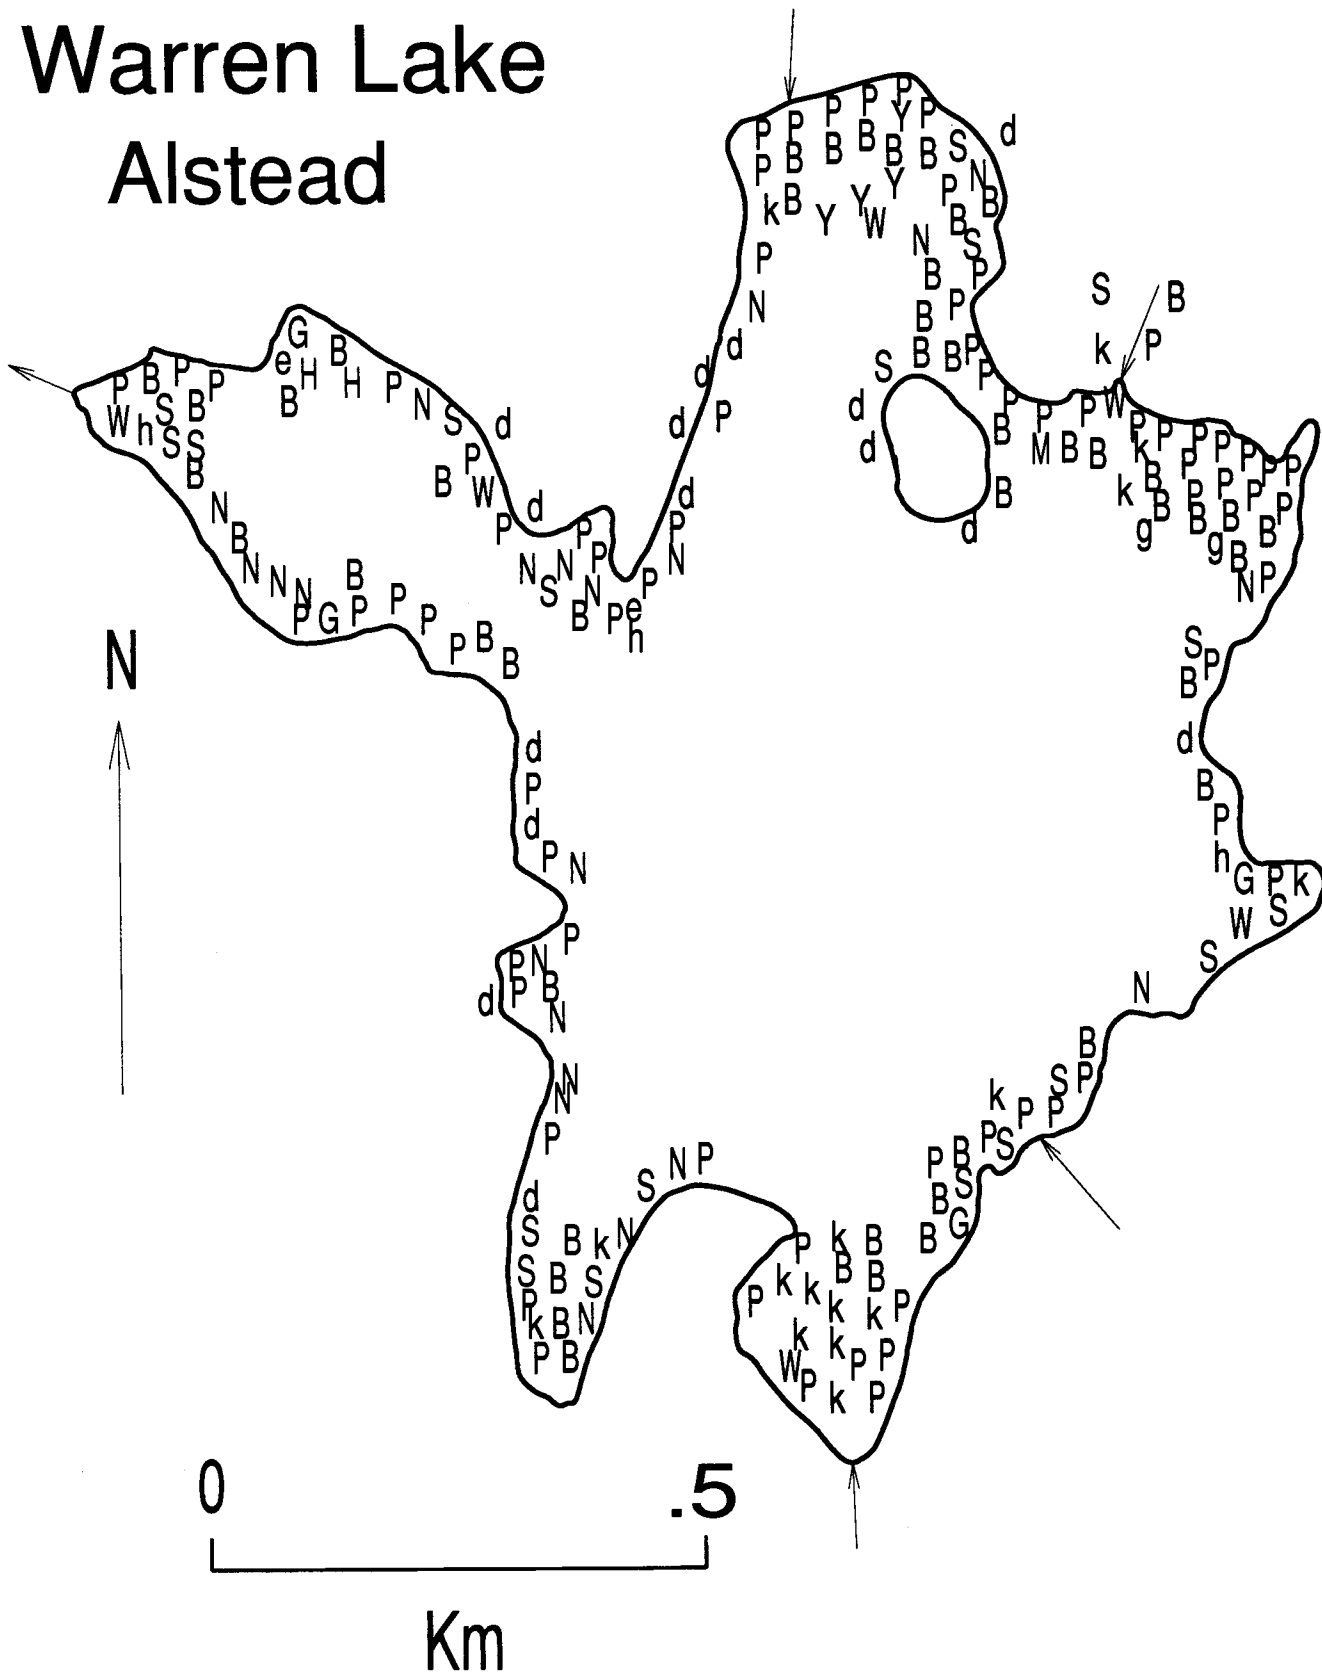 Warren Lake
Alstead
P P P P P
Y P
P B B B B B S d
P N
k B Y Y Y W P B
B
N S
P B P
N B P S B
d B B P k P
G B
e H H
P B P P
B B
P N S d
W h S S S
B
d d P
S P
d d
P P P W
B M B B
P P P P P P P
k B P P P P P
k B B B B P
g g B
N P
P
B W
P d P
d P
N
B
d
N
B
N N N
P G P
B
P P
P B B
N S N P
B N P e
h
P
N
S P
B
d
B
P
h
G P k
W S
S
N
B
S P
k P P
P S
P B
B S
B G
d
P
d
P N
P
P N
d P B
N
N
N
P
d
S
S
P
k B N
P B
B k N
B S
S N P
P k B
k k B B
P k k P
k k P P
W P k P
N
0 .5
Km